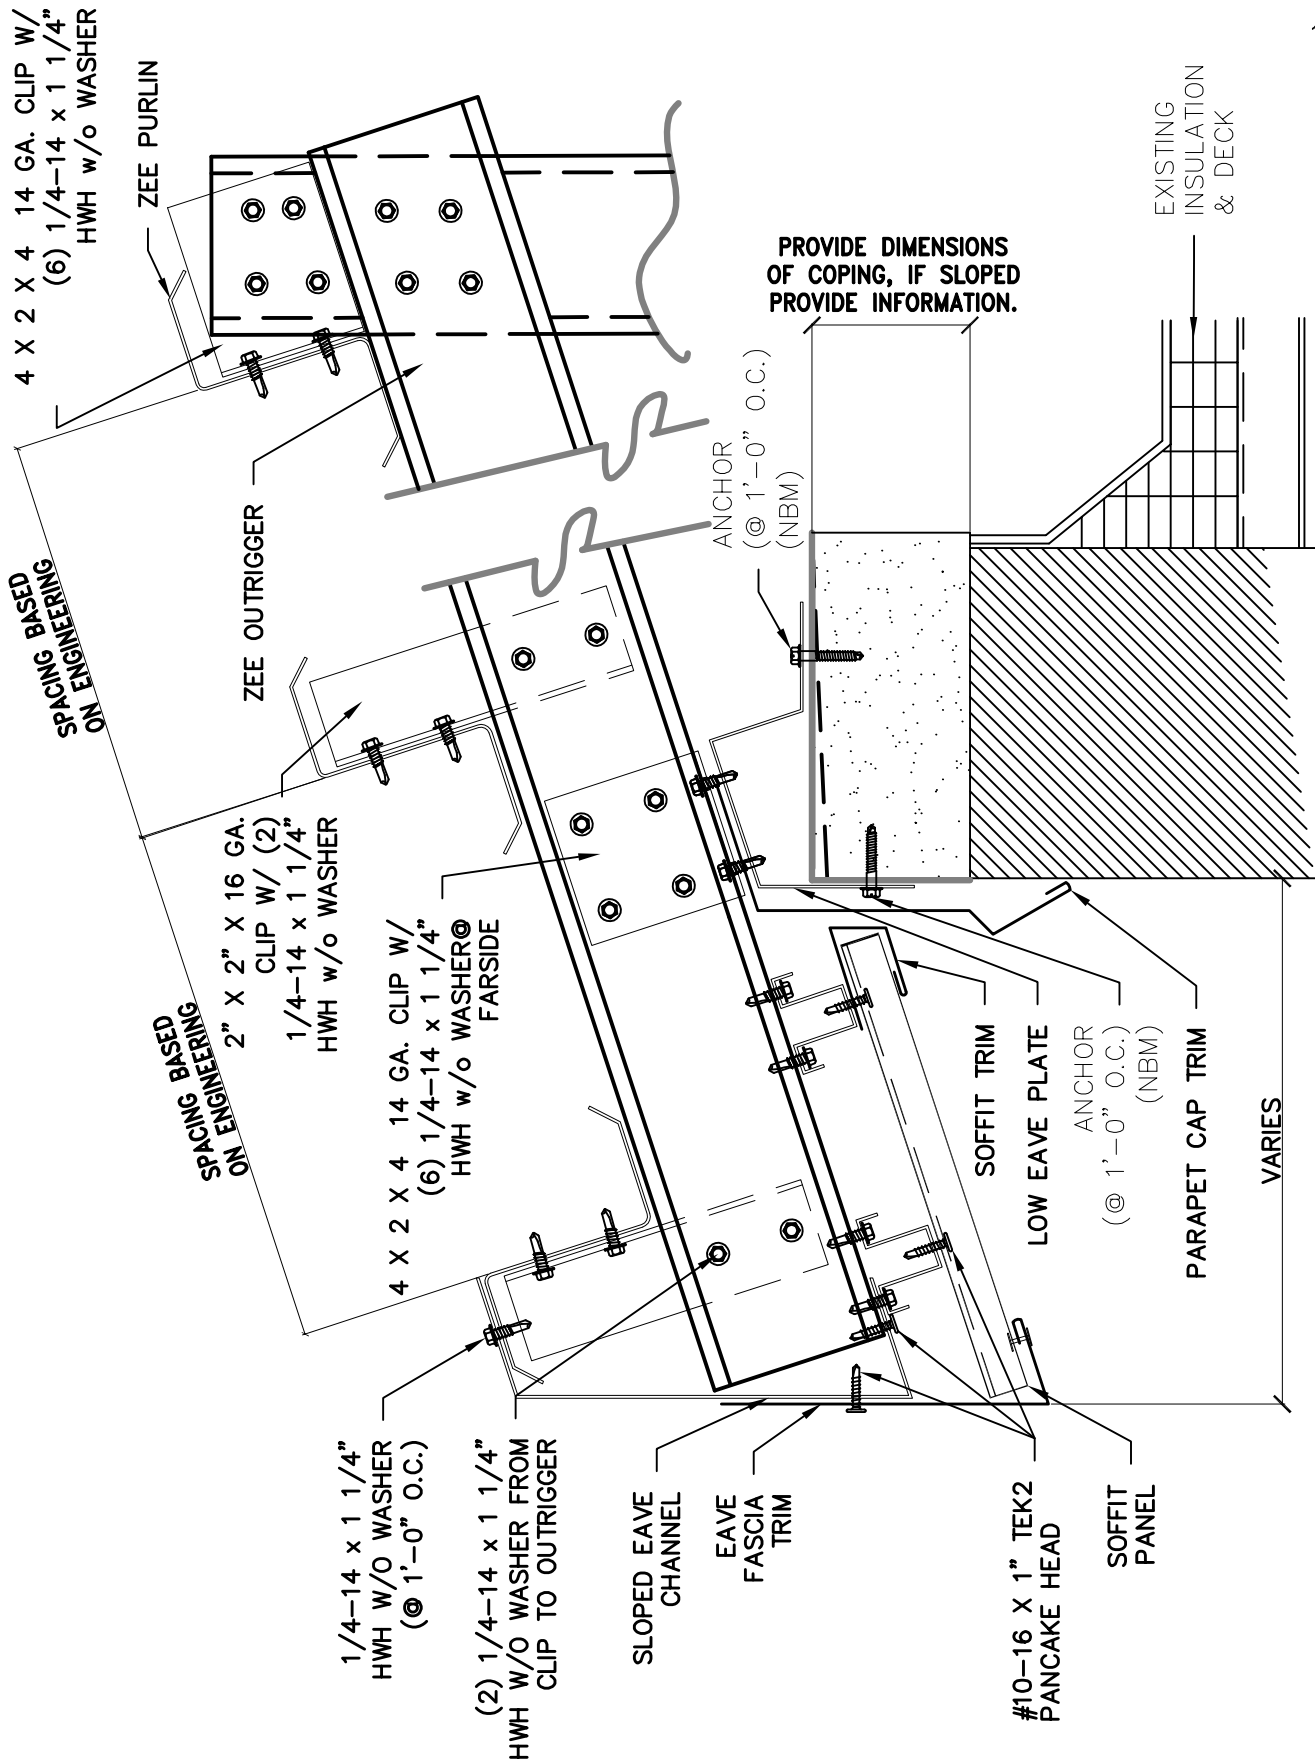 4 X 2 X 4  14 GA. CLIP W/
(6) 1/4-14 x 1 1/4"
HWH w/o WASHER
ZEE PURLIN
SPACING BASED
ON ENGINEERING
ZEE OUTRIGGER
PROVIDE DIMENSIONS
OF COPING, IF SLOPED
PROVIDE INFORMATION.
EXISTING
INSULATION
& DECK
ANCHOR
(@ 1'-0" O.C.)
(NBM)
SPACING BASED
ON ENGINEERING
2" X 2" X 16 GA.
CLIP W/ (2)
1/4-14 x 1 1/4"
HWH w/o WASHER
4 X 2 X 4  14 GA. CLIP W/
(6) 1/4-14 x 1 1/4"
HWH w/o WASHER@
FARSIDE
SOFFIT TRIM
LOW EAVE PLATE
ANCHOR
(@ 1'-0" O.C.)
(NBM)
PARAPET CAP TRIM
VARIES
1/4-14 x 1 1/4"
HWH W/O WASHER
(@ 1'-0" O.C.)
(2) 1/4-14 x 1 1/4"
HWH W/O WASHER FROM
CLIP TO OUTRIGGER
SLOPED EAVE
CHANNEL
EAVE
FASCIA
TRIM
#10-16 X 1" TEK2
PANCAKE HEAD
SOFFIT
PANEL